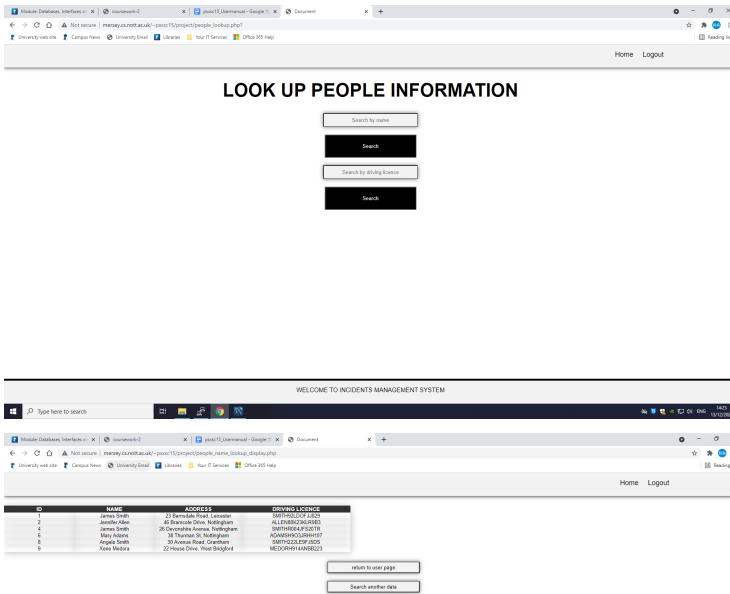 Module: Databases, Interfaces a
coursework-2
psxsc15_Usermanual - Google
Document
Not secure | mersey.cs.nott.ac.uk/~psxsc15/project/people_lookup.php?
University web site Campus News University Email Libraries Your IT Services Office 365 Help
Reading lis
Home Logout
LOOK UP PEOPLE INFORMATION
Search by name
Search
Search by driving licence
Search
WELCOME TO INCIDENTS MANAGEMENT SYSTEM
Type here to search
ENG
14:23
13/12/20
Module: Databases, Interfaces a
coursework-2
psxsc15_Usermanual - Google
Document
Not secure | mersey.cs.nott.ac.uk/~psxsc15/project/people_name_lookup_display.php
University web site Campus News University Email Libraries Your IT Services Office 365 Help
Reading
Home Logout
ID NAME ADDRESS DRIVING LICENCE
1 James Smith 23 Barnsdale Road, Leicester SMITH92LDOFJJ829
2 Jennifer Allen 46 Bramcote Drive, Nottingham ALLEN88K23KLR9B3
4 James Smith 26 Devonshire Avenue, Nottingham SMITHR004JFS20TR
6 Mary Adams 38 Thurman St, Nottingham ADAMSH9O3JRHH107
8 Angela Smith 30 Avenue Road, Grantham SMITH222LE9FJ5DS
9 Xene Medora 22 House Drive, West Bridgford MEDORH914ANBB223
return to user page
Search another data